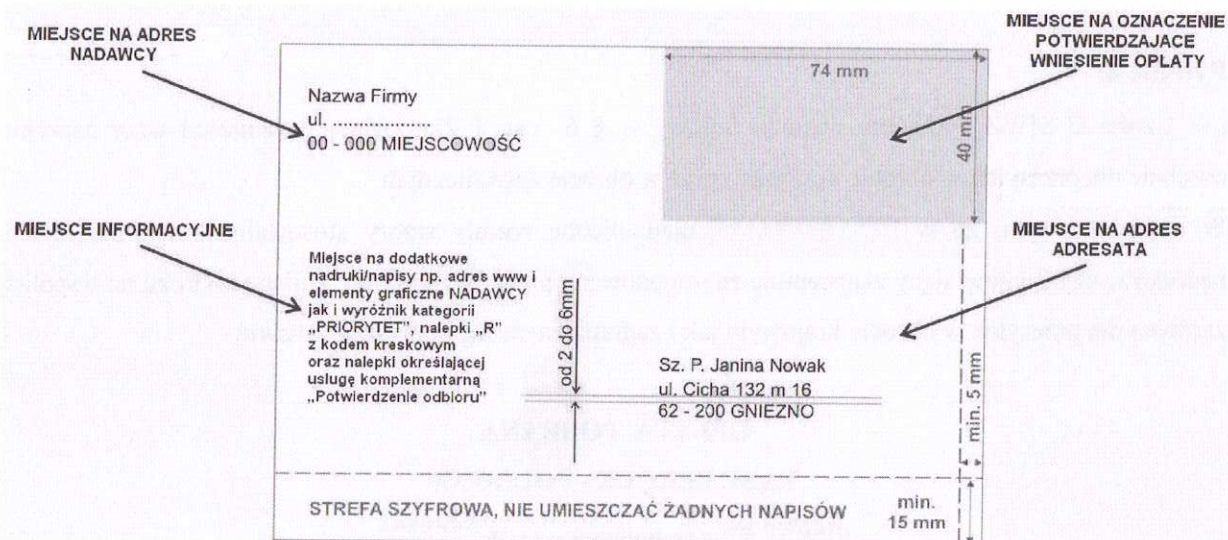 MIEJSCE NA ADRES
NADAWCY
MIEJSCE NA OZNACZENIE
POTWIERDZAJACE
WNIESIENIE OPLATY
74 mm
40 mm
Nazwa Firmy
ul. ......................
00 - 000 MIEJSCOWOŚĆ
MIEJSCE INFORMACYJNE
MIEJSCE NA ADRES
ADRESATA
Miejsce na dodatkowe
nadruki/napisy np. adres www i
elementy graficzne NADAWCY
jak i wyróżnik kategorii
„PRIORYTET”, nalepki „R”
z kodem kreskowym
oraz nalepki określającej
usługę komplementarną
„Potwierdzenie odbioru”
od 2 do 6mm
Sz. P. Janina Nowak
ul. Cicha 132 m 16
62 - 200 GNIEZNO
min. 5 mm
STREFA SZYFROWA, NIE UMIESZCZAĆ ŻADNYCH NAPISÓW
min.
15 mm